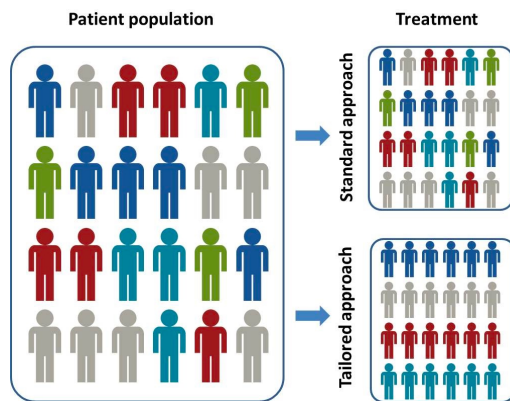 Patient population
Treatment
Standard approach
Tailored approach